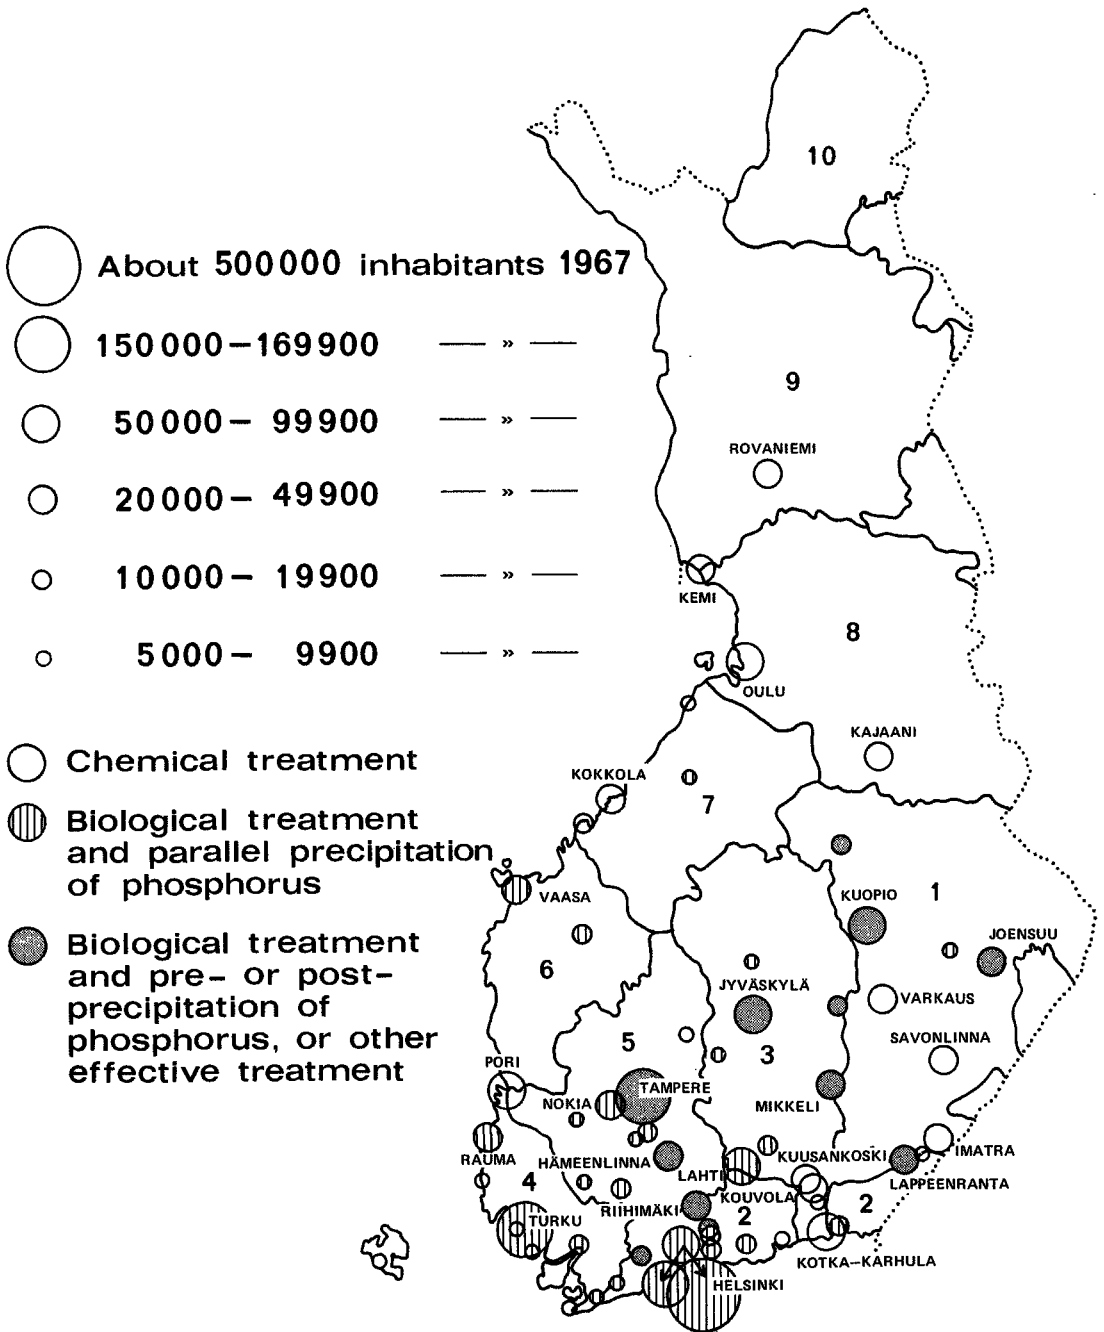 About 500000 inhabitants 1967
150000–169900 — » —
50000– 99900 — » —
20000– 49900 — » —
10000– 19900 — » —
5000– 9900 — » —
Chemical treatment
Biological treatment
and parallel precipitation
of phosphorus
Biological treatment
and pre– or post–
precipitation of
phosphorus, or other
effective treatment
10
9
ROVANIEMI
KEMI
8
OULU
KAJAANI
KOKKOLA
7
VAASA
KUOPIO
1
JOENSUU
6
JYVÄSKYLÄ
VARKAUS
5
3
SAVONLINNA
PORI
NOKIA
TAMPERE
MIKKELI
RAUMA
HÄMEENLINNA
LAHTI
KUUSANKOSKI
IMATRA
4
LAPPEENRANTA
RIIHIMÄKI
KOUVOLA
2
2
TURKU
KOTKA–KARHULA
HELSINKI